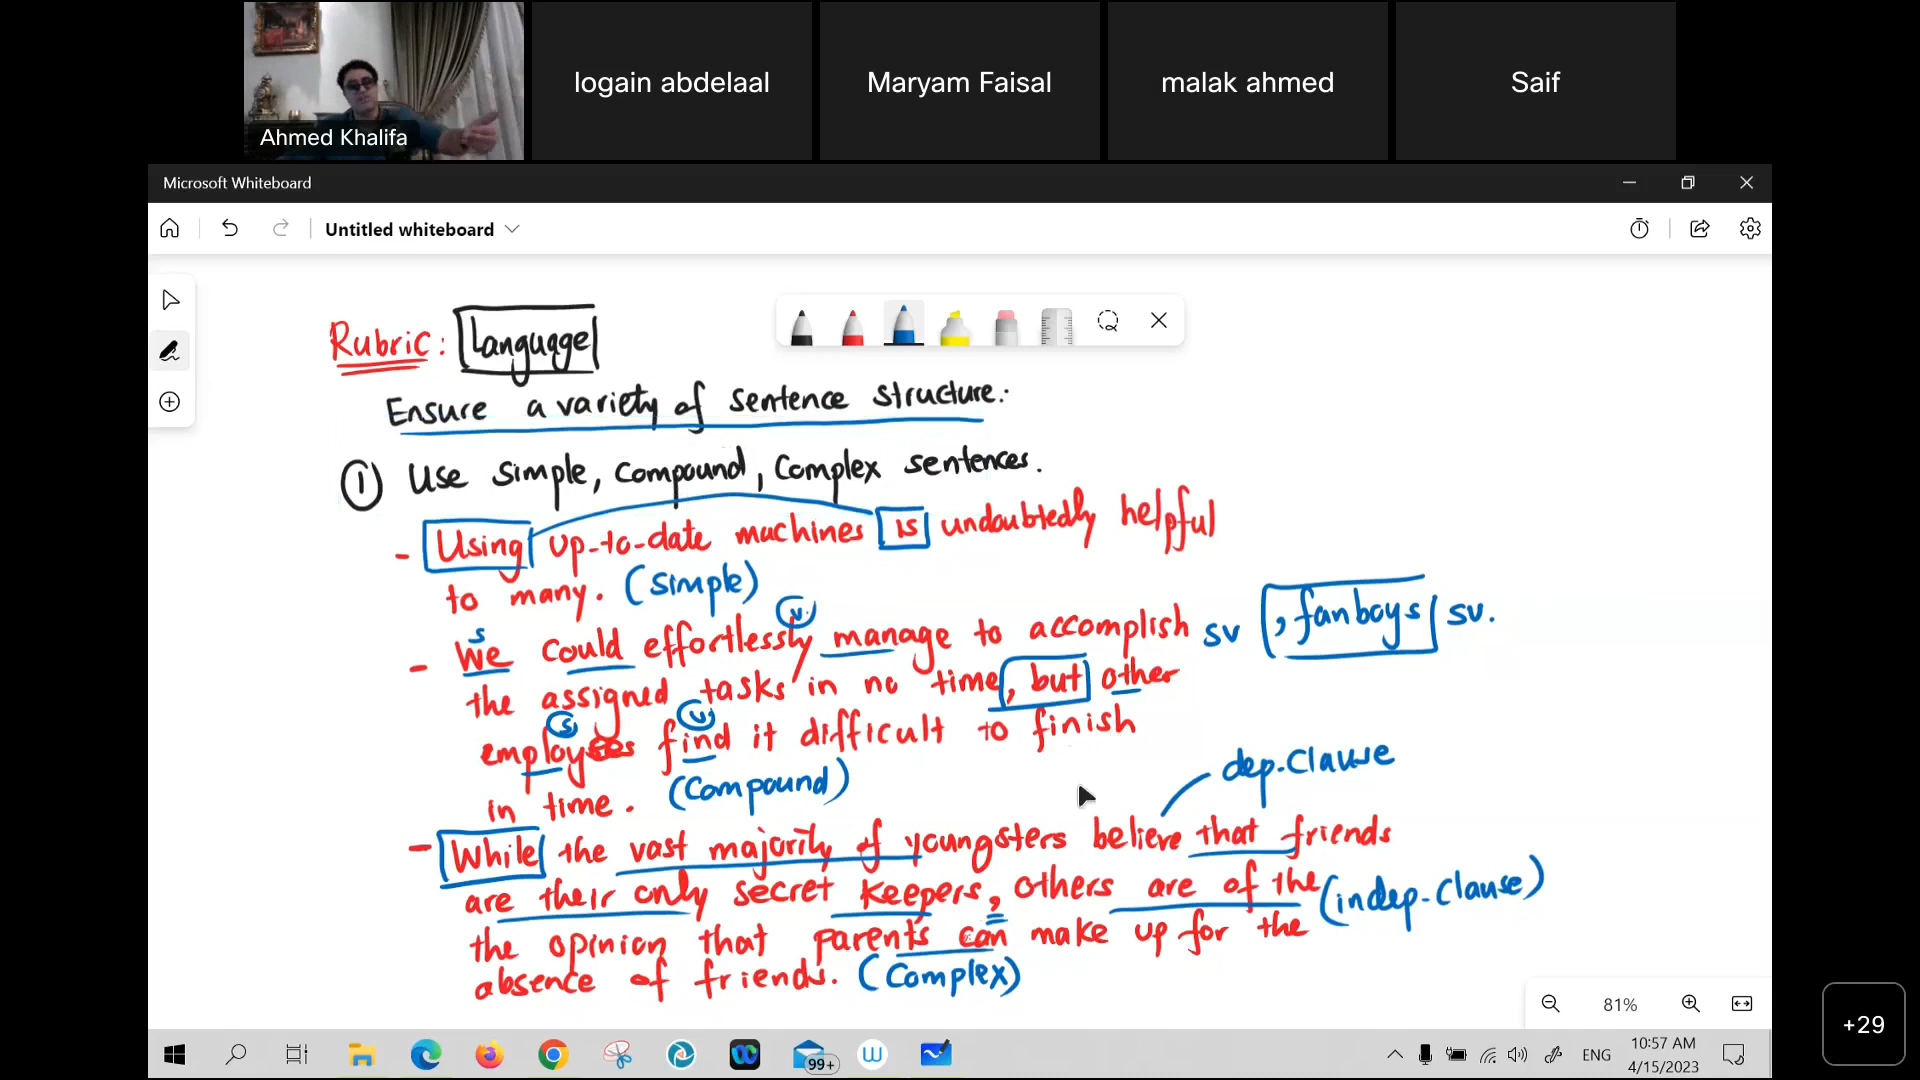 Ahmed Khalifa
logain abdelaal
Maryam Faisal
malak ahmed
Saif
Microsoft Whiteboard
Untitled whiteboard
Rubric: Language
Ensure a variety of sentence structure.
1 Use simple, compound, complex sentences.
- Using up-to-date machines is undoubtedly helpful
to many. (simple)
S V.
- We could effortlessly manage to accomplish SV , fanboys SV.
the assigned tasks in no time, but other
S V
employees find it difficult to finish
in time. (Compound)
dep. Clause
- While the vast majority of youngsters believe that friends
are their only secret keepers, others are of the (indep. Clause)
the opinion that parents can make up for the
absence of friends. (Complex)
81%
+29
99+
ENG
10:57 AM
4/15/2023